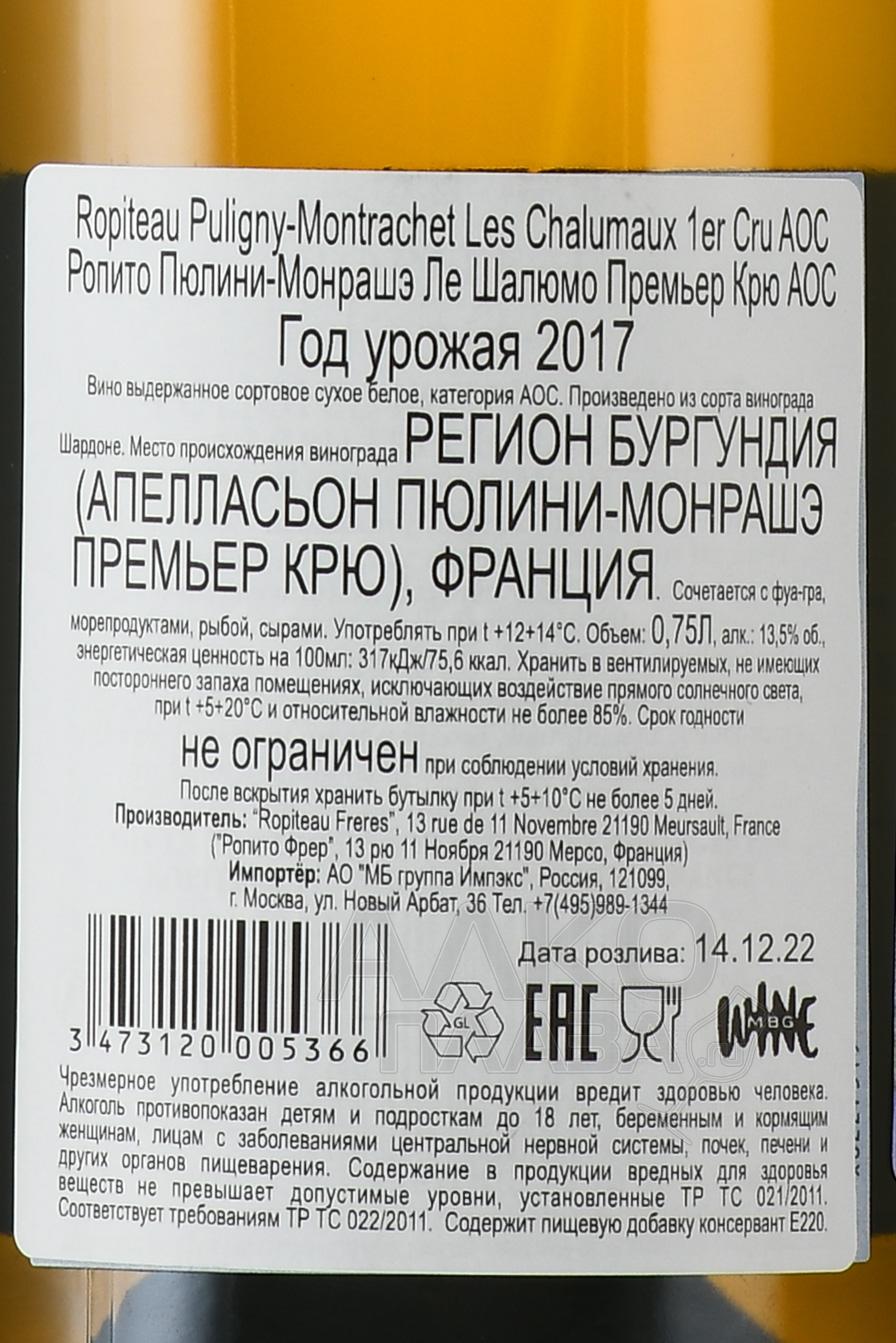 Ropiteau Puligny-Montrachet Les Chalumaux 1er Cru AOC
Ропито Пюлини-Монрашэ Ле Шалюмо Премьер Крю АОС
Год урожая 2017
Вино выдержанное сортовое сухое белое, категория АОС. Произведено из сорта винограда
Шардоне. Место происхождения винограда РЕГИОН БУРГУНДИЯ
(АПЕЛЛАСЬОН ПЮЛИНИ-МОНРАШЭ
ПРЕМЬЕР КРЮ), ФРАНЦИЯ. Сочетается с фуа-гра,
морепродуктами, рыбой, сырами. Употреблять при t +12+14°С. Объем: 0,75Л, алк.: 13,5% об.,
энергетическая ценность на 100мл: 317кДж/75,6 ккал. Хранить в вентилируемых, не имеющих
постороннего запаха помещениях, исключающих воздействие прямого солнечного света,
при t +5+20°С и относительной влажности не более 85%. Срок годности
не ограничен при соблюдении условий хранения.
После вскрытия хранить бутылку при t +5+10°С не более 5 дней.
Производитель: "Ropiteau Freres", 13 rue de 11 Novembre 21190 Meursault, France
("Ропито Фрер", 13 рю 11 Ноября 21190 Мерсо, Франция)
Импортёр: АО "МБ группа Импэкс", Россия, 121099,
г. Москва, ул. Новый Арбат, 36 Тел. +7(495)989-1344
Дата розлива: 14.12.22
GL EAC WINE MBG
3 473120 005366
АЛКО
ПАВА.ru
Чрезмерное употребление алкогольной продукции вредит здоровью человека.
Алкоголь противопоказан детям и подросткам до 18 лет, беременным и кормящим
женщинам, лицам с заболеваниями центральной нервной системы, почек, печени и
других органов пищеварения. Содержание в продукции вредных для здоровья
веществ не превышает допустимые уровни, установленные ТР ТС 021/2011.
Соответствует требованиям ТР ТС 022/2011. Содержит пищевую добавку консервант Е220.